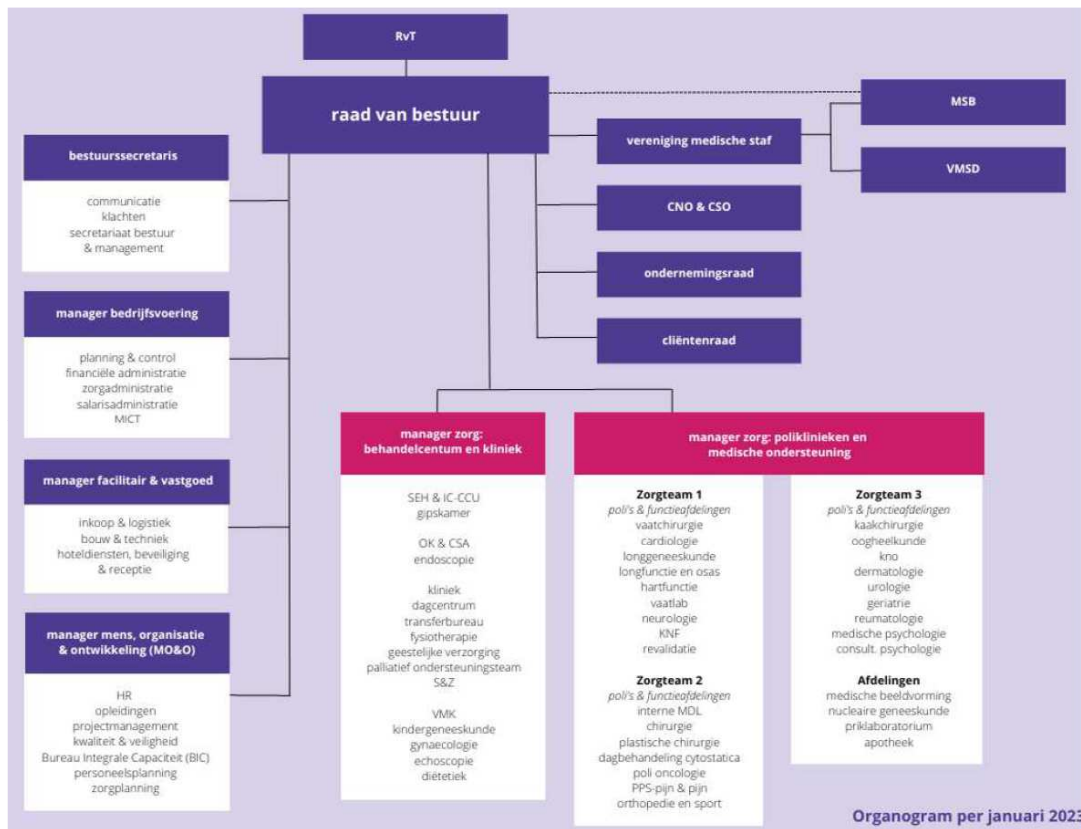 RvT
raad van bestuur
MSB
vereniging medische staf
VMSD
CNO & CSO
ondernemingsraad
cliëntenraad
bestuurssecretaris
communicatie
klachten
secretariaat bestuur
& management
manager bedrijfsvoering
planning & control
financiële administratie
zorgadministratie
salarisadministratie
MICT
manager facilitair & vastgoed
inkoop & logistiek
bouw & techniek
hoteldiensten, beveiliging
& receptie
manager mens, organisatie
& ontwikkeling (MO&O)
HR
opleidingen
projectmanagement
kwaliteit & veiligheid
Bureau Integrale Capaciteit (BIC)
personeelsplanning
zorgplanning
manager zorg:
behandelcentum en kliniek
SEH & IC-CCU
gipskamer
OK & CSA
endoscopie
kliniek
dagcentrum
transferbureau
fysiotherapie
geestelijke verzorging
palliatief ondersteuningsteam
S&Z
VMK
kindergeneeskunde
gynaecologie
echoscopie
diëtetiek
manager zorg: poliklinieken en
medische ondersteuning
Zorgteam 1
poli's & functieafdelingen
vaatchirurgie
cardiologie
longgeneeskunde
longfunctie en osas
hartfunctie
vaatlab
neurologie
KNF
revalidatie
Zorgteam 2
poli's & functieafdelingen
interne MDL
chirurgie
plastische chirurgie
dagbehandeling cytostatica
poli oncologie
PPS-pijn & pijn
orthopedie en sport
Zorgteam 3
poli's & functieafdelingen
kaakchirurgie
oogheelkunde
kno
dermatologie
urologie
geriatrie
reumatologie
medische psychologie
consult. psychologie
Afdelingen
medische beeldvorming
nucleaire geneeskunde
priklaboratorium
apotheek
Organogram per januari 2023